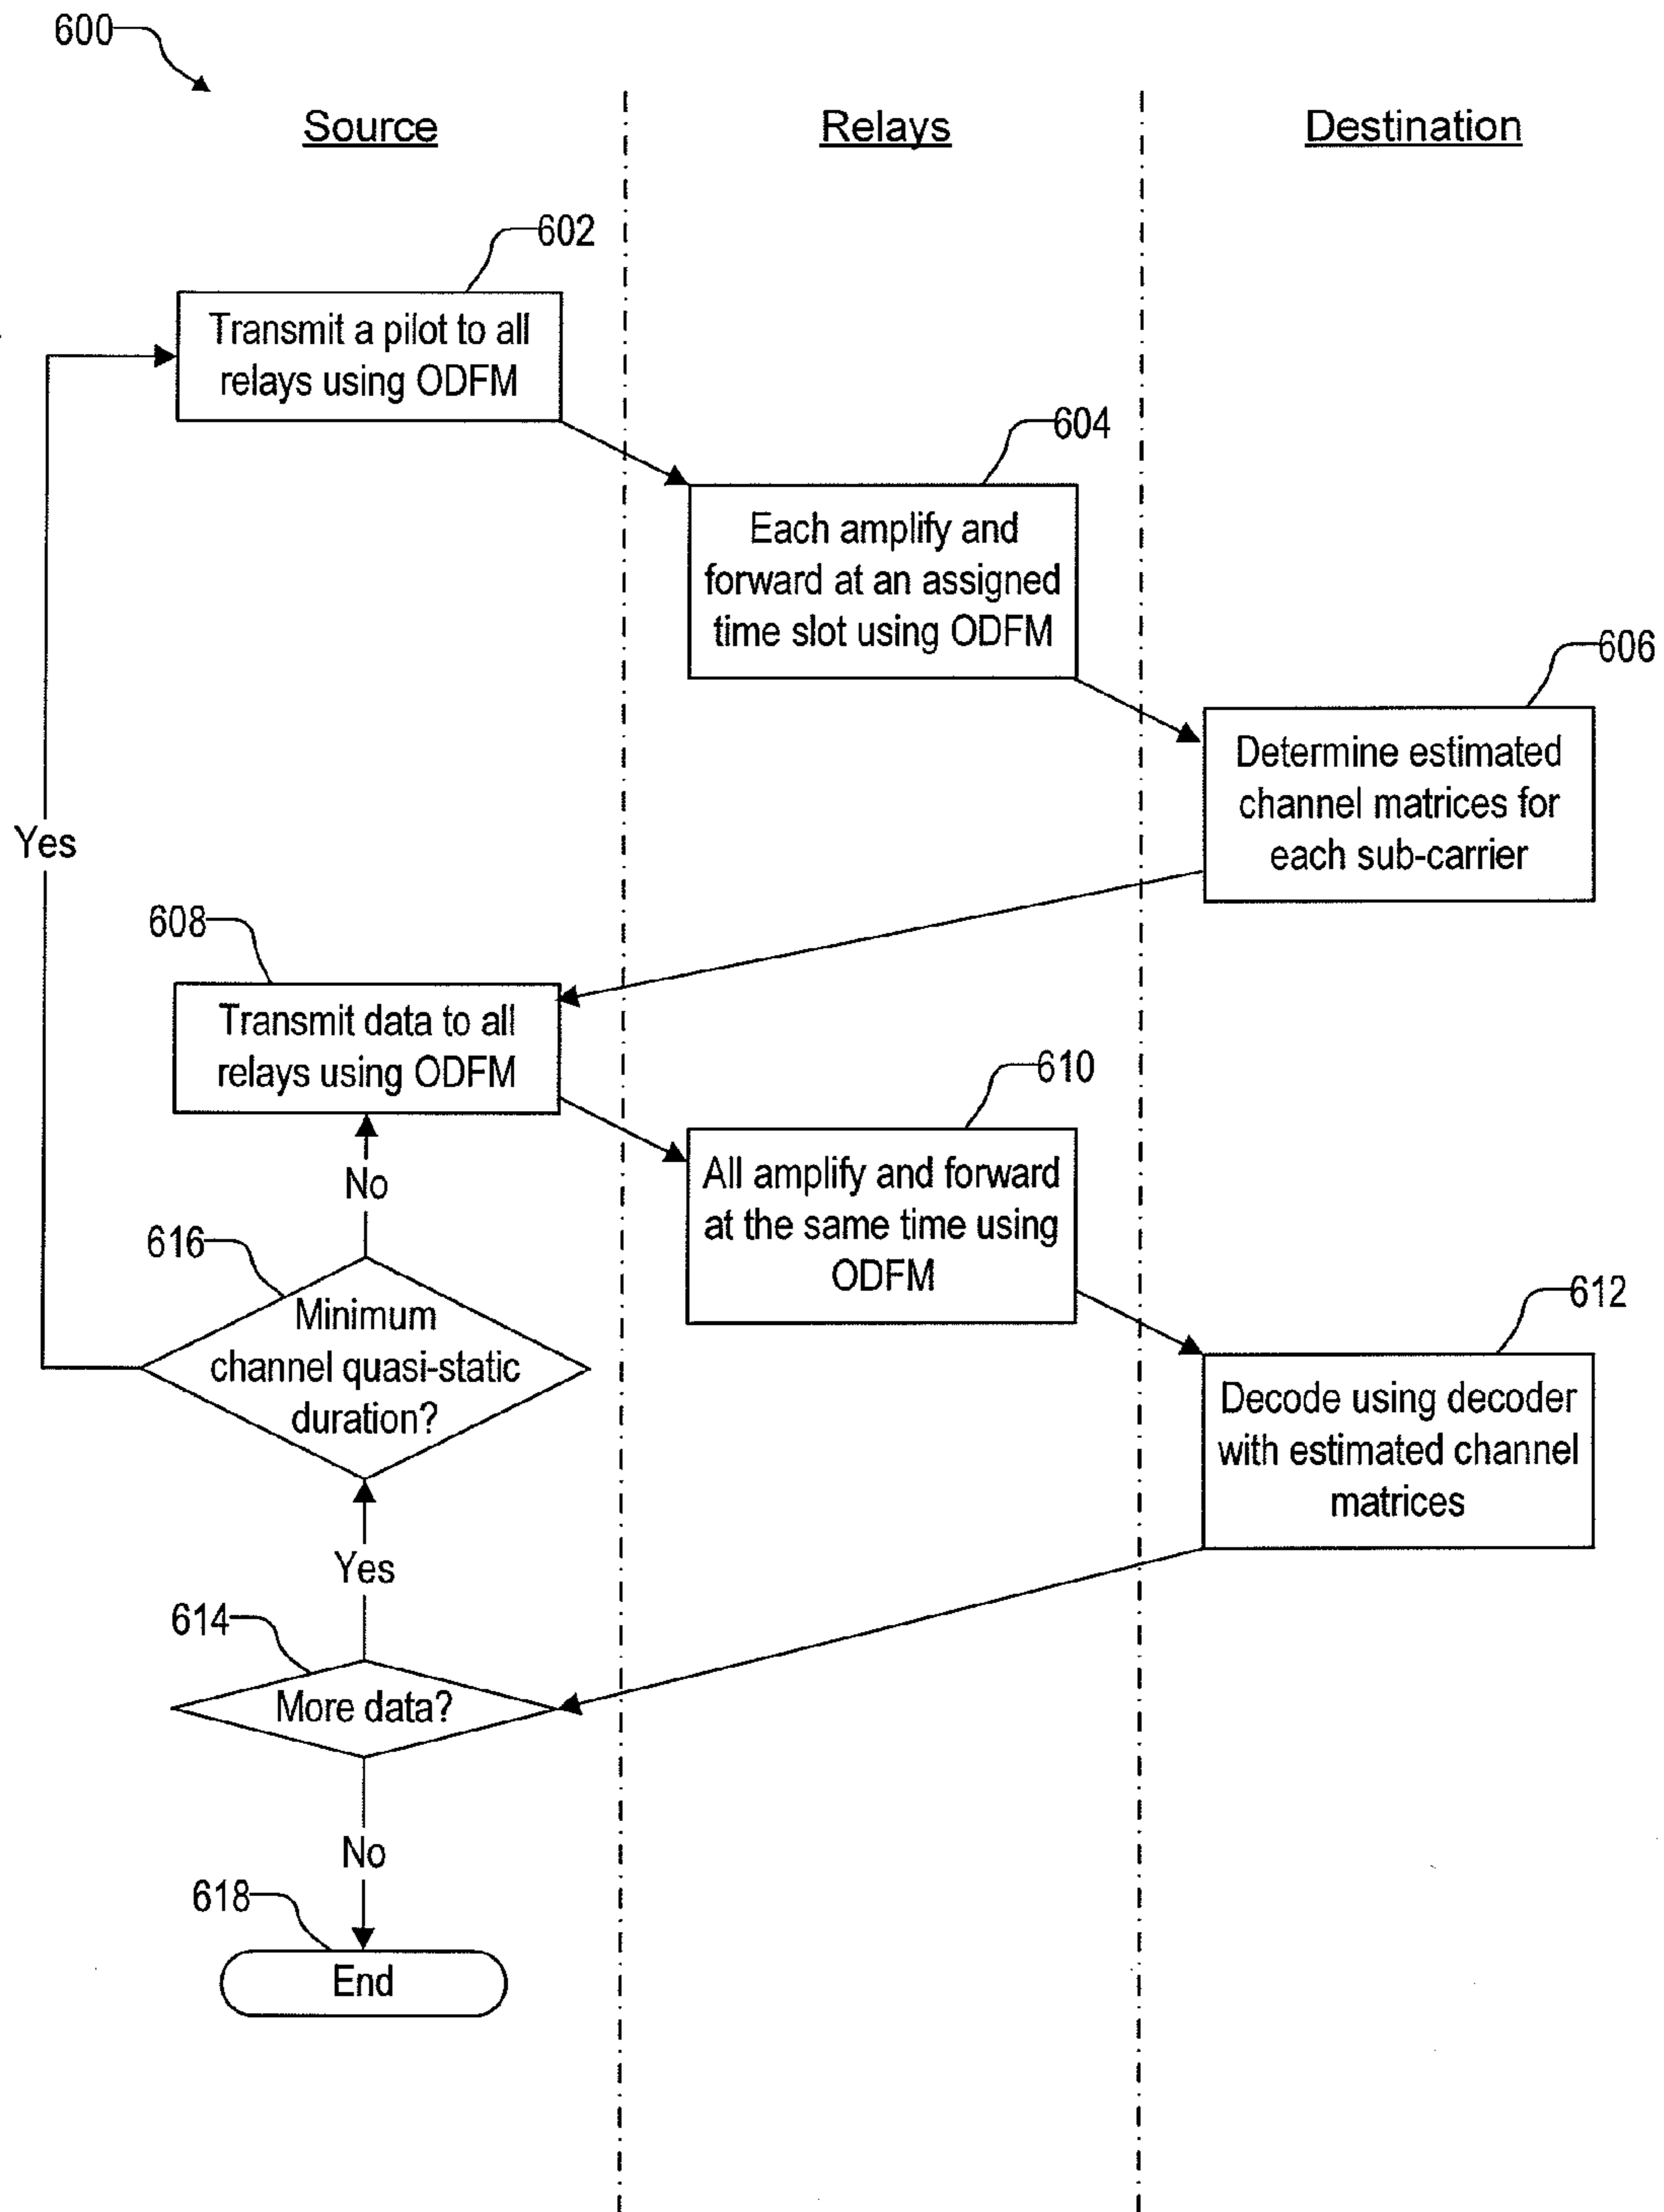 600
Source
Relays
Destination
602
Transmit a pilot to all
relays using ODFM
604
Each amplify and
forward at an assigned
time slot using ODFM
606
Determine estimated
channel matrices for
each sub-carrier
Yes
608
Transmit data to all
relays using ODFM
610
All amplify and forward
at the same time using
ODFM
No
616
Minimum
channel quasi-static
duration?
612
Decode using decoder
with estimated channel
matrices
Yes
614
More data?
No
618
End